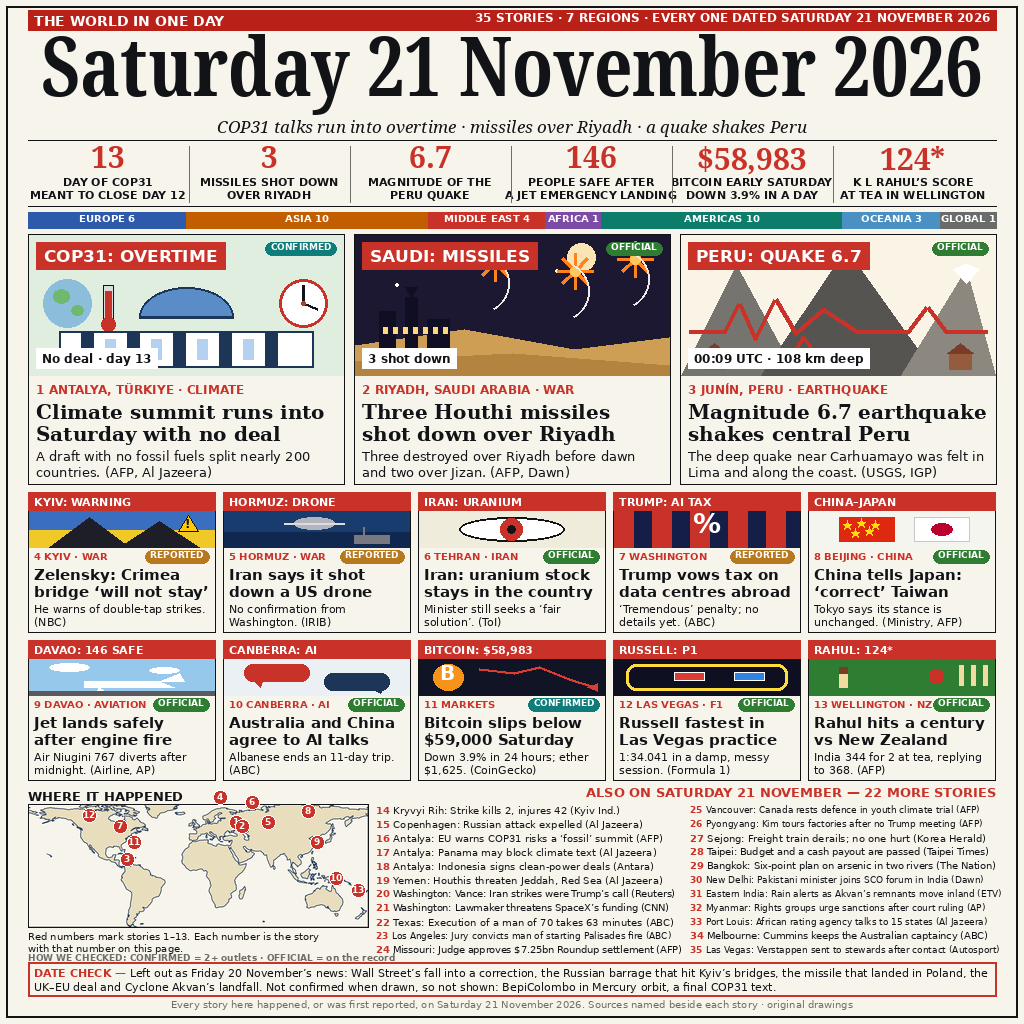 THE WORLD IN ONE DAY
35 STORIES · 7 REGIONS · EVERY ONE DATED SATURDAY 21 NOVEMBER 2026
Saturday 21 November 2026
COP31 talks run into overtime · missiles over Riyadh · a quake shakes Peru
13
DAY OF COP31
MEANT TO CLOSE DAY 12
3
MISSILES SHOT DOWN
OVER RIYADH
6.7
MAGNITUDE OF THE
PERU QUAKE
146
PEOPLE SAFE AFTER
A JET EMERGENCY LANDING
$58,983
BITCOIN EARLY SATURDAY
DOWN 3.9% IN A DAY
124*
K L RAHUL’S SCORE
AT TEA IN WELLINGTON
EUROPE 6
ASIA 10
MIDDLE EAST 4
AFRICA 1
AMERICAS 10
OCEANIA 3
GLOBAL 1
COP31: OVERTIME
CONFIRMED
No deal · day 13
1 ANTALYA, TÜRKIYE · CLIMATE
Climate summit runs into
Saturday with no deal
A draft with no fossil fuels split nearly 200
countries. (AFP, Al Jazeera)
SAUDI: MISSILES
OFFICIAL
3 shot down
2 RIYADH, SAUDI ARABIA · WAR
Three Houthi missiles
shot down over Riyadh
Three destroyed over Riyadh before dawn
and two over Jizan. (AFP, Dawn)
PERU: QUAKE 6.7
OFFICIAL
00:09 UTC · 108 km deep
3 JUNÍN, PERU · EARTHQUAKE
Magnitude 6.7 earthquake
shakes central Peru
The deep quake near Carhuamayo was felt in
Lima and along the coast. (USGS, IGP)
KYIV: WARNING
!
4 KYIV · WAR
REPORTED
Zelensky: Crimea
bridge ‘will not stay’
He warns of double-tap strikes.
(NBC)
HORMUZ: DRONE
5 HORMUZ · WAR
REPORTED
Iran says it shot
down a US drone
No confirmation from
Washington. (IRIB)
IRAN: URANIUM
6 TEHRAN · IRAN
OFFICIAL
Iran: uranium stock
stays in the country
Minister still seeks a ‘fair
solution’. (ToI)
TRUMP: AI TAX
%
7 WASHINGTON
REPORTED
Trump vows tax on
data centres abroad
‘Tremendous’ penalty; no
details yet. (ABC)
CHINA-JAPAN
8 BEIJING · CHINA
OFFICIAL
China tells Japan:
‘correct’ Taiwan
Tokyo says its stance is
unchanged. (Ministry, AFP)
DAVAO: 146 SAFE
9 DAVAO · AVIATION
OFFICIAL
Jet lands safely
after engine fire
Air Niugini 767 diverts after
midnight. (Airline, AP)
CANBERRA: AI
10 CANBERRA · AI
OFFICIAL
Australia and China
agree to AI talks
Albanese ends an 11-day trip.
(ABC)
BITCOIN: $58,983
B
11 MARKETS
CONFIRMED
Bitcoin slips below
$59,000 Saturday
Down 3.9% in 24 hours; ether
$1,625. (CoinGecko)
RUSSELL: P1
12 LAS VEGAS · F1
OFFICIAL
Russell fastest in
Las Vegas practice
1:34.041 in a damp, messy
session. (Formula 1)
RAHUL: 124*
13 WELLINGTON · NZ
OFFICIAL
Rahul hits a century
vs New Zealand
India 344 for 2 at tea, replying
to 368. (AFP)
WHERE IT HAPPENED
4
6
12
8
7
2
5
11
9
3
10
13
Red numbers mark stories 1–13. Each number is the story
with that number on this page.
HOW WE CHECKED: CONFIRMED = 2+ outlets · OFFICIAL = on the record
ALSO ON SATURDAY 21 NOVEMBER — 22 MORE STORIES
14 Kryvyi Rih: Strike kills 2, injures 42 (Kyiv Ind.)
15 Copenhagen: Russian attack expelled (Al Jazeera)
16 Antalya: EU warns COP31 risks a ‘fossil’ summit (AFP)
17 Antalya: Panama may block climate text (Al Jazeera)
18 Antalya: Indonesia signs clean-power deals (Antara)
19 Yemen: Houthis threaten Jeddah, Red Sea (Al Jazeera)
20 Washington: Vance: Iran strikes were Trump’s call (Reuters)
21 Washington: Lawmaker threatens SpaceX’s funding (CNN)
22 Texas: Execution of a man of 70 takes 63 minutes (ABC)
23 Los Angeles: Jury convicts man of starting Palisades fire (ABC)
24 Missouri: Judge approves $7.25bn Roundup settlement (AFP)
25 Vancouver: Canada rests defence in youth climate trial (AFP)
26 Pyongyang: Kim tours factories after no Trump meeting (AFP)
27 Sejong: Freight train derails; no one hurt (Korea Herald)
28 Taipei: Budget and a cash payout are passed (Taipei Times)
29 Bangkok: Six-point plan on arsenic in two rivers (The Nation)
30 New Delhi: Pakistani minister joins SCO forum in India (Dawn)
31 Eastern India: Rain alerts as Akvan’s remnants move inland (ETV)
32 Myanmar: Rights groups urge sanctions after court ruling (AP)
33 Port Louis: African rating agency talks to 15 states (Al Jazeera)
34 Melbourne: Cummins keeps the Australian captaincy (ABC)
35 Las Vegas: Verstappen sent to stewards after contact (Autosport)
DATE CHECK — Left out as Friday 20 November’s news: Wall Street’s fall into a correction, the Russian barrage that hit Kyiv’s bridges, the missile that landed in Poland, the
UK–EU deal and Cyclone Akvan’s landfall. Not confirmed when drawn, so not shown: BepiColombo in Mercury orbit, a final COP31 text.
Every story here happened, or was first reported, on Saturday 21 November 2026. Sources named beside each story · original drawings